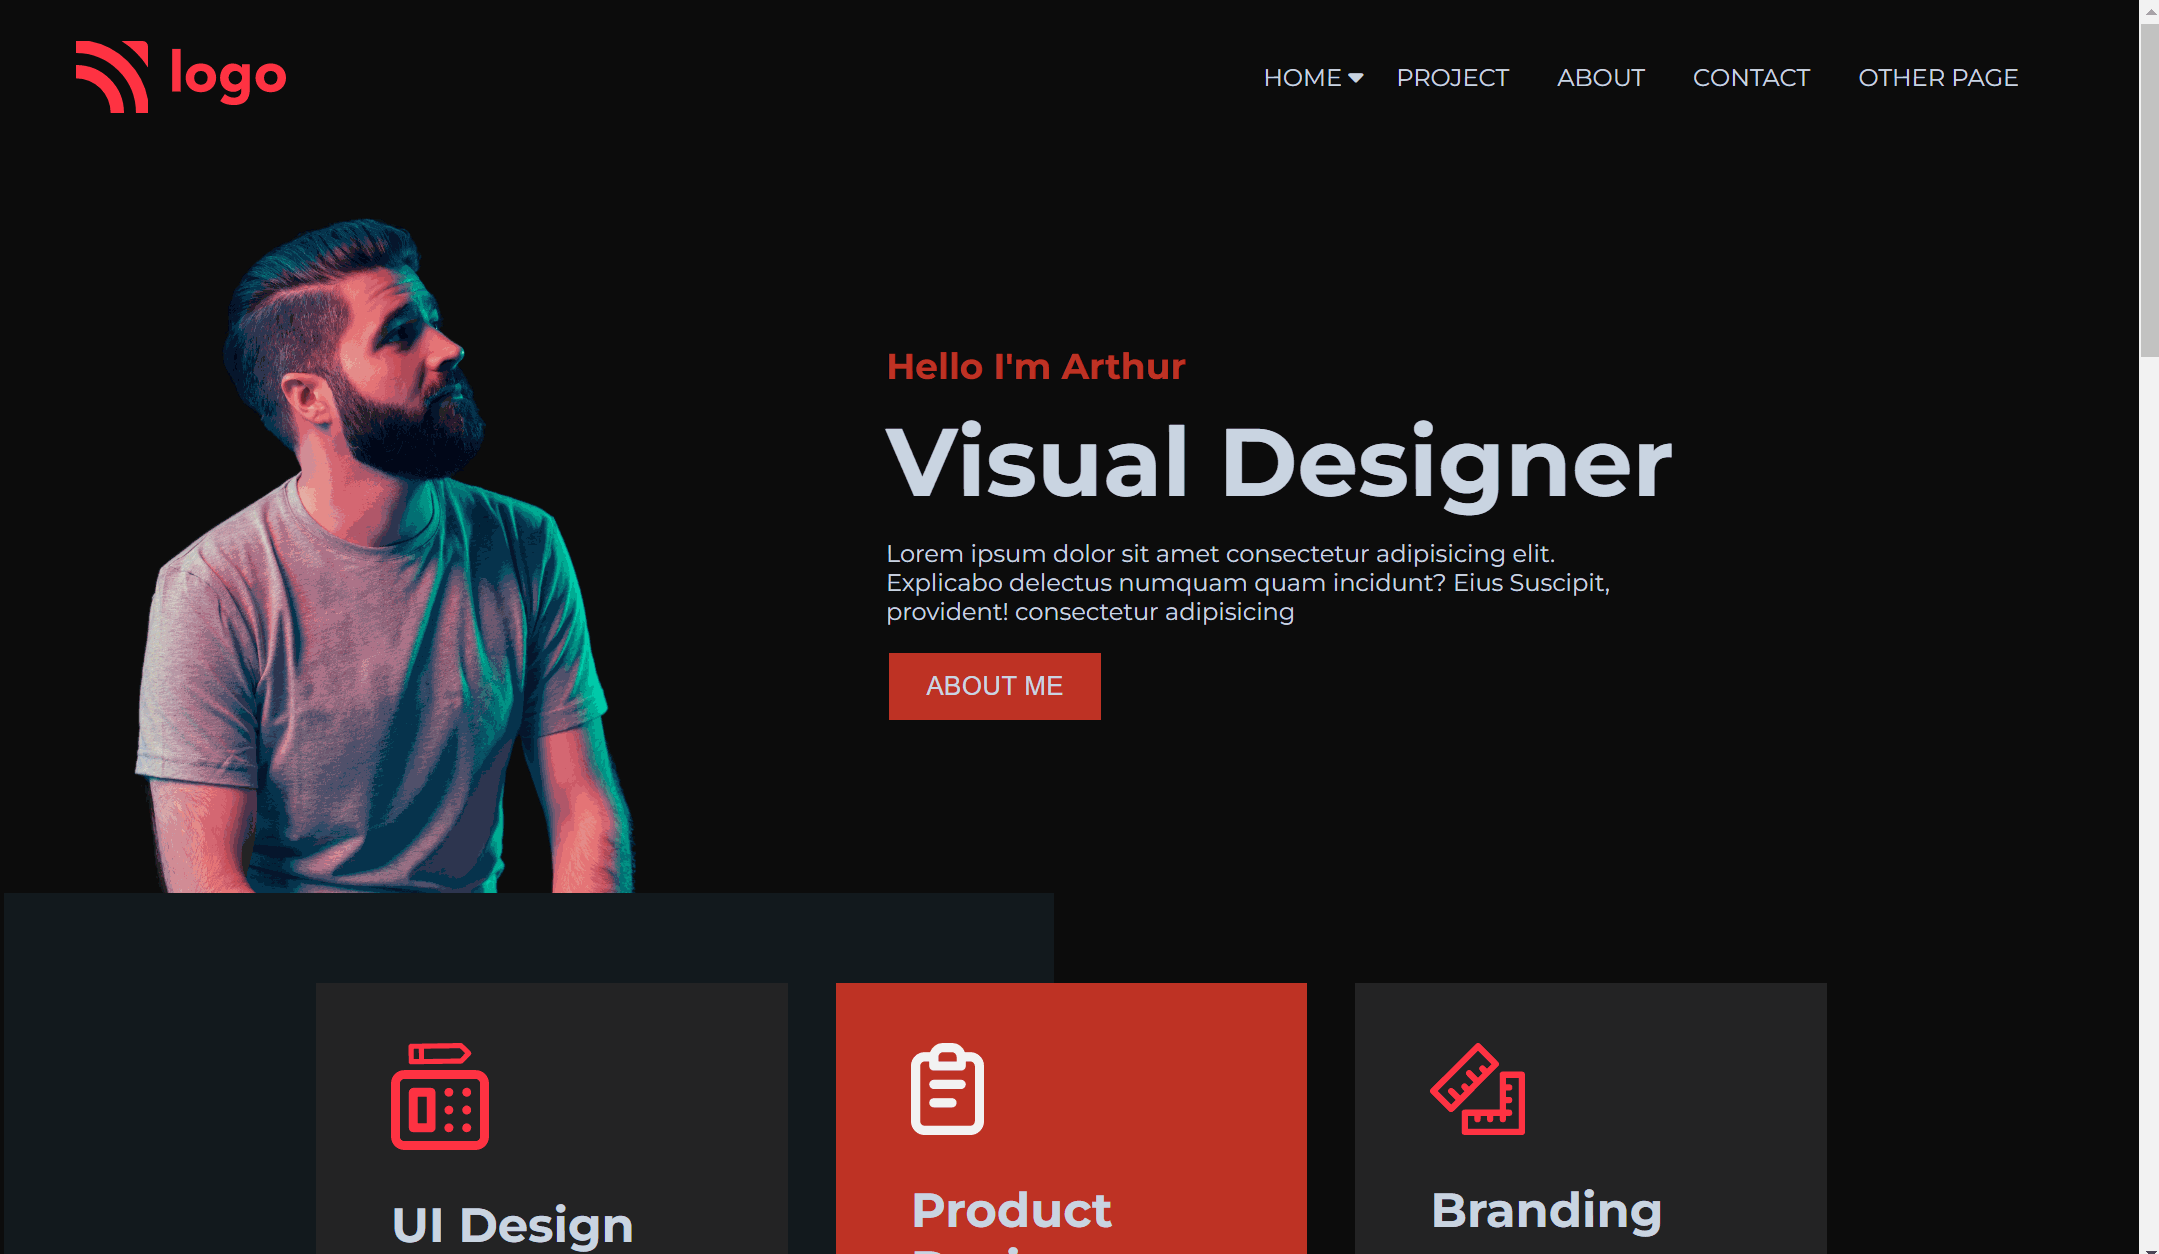 logo
HOME
PROJECT
ABOUT
CONTACT
OTHER PAGE
Hello I'm Arthur
Visual Designer
Lorem ipsum dolor sit amet consectetur adipisicing elit.
Explicabo delectus numquam quam incidunt? Eius Suscipit,
provident! consectetur adipisicing
ABOUT ME
UI Design
Product
Branding